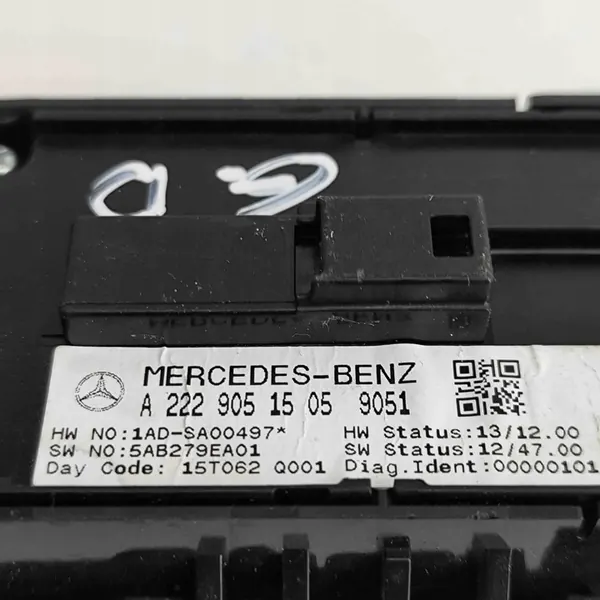 MERCEDES-BENZ
A 222 905 15 05 9051
HW NO:1AD-SA00497* HW Status:13/12.00
SW NO:5AB279EA01 SW Status:12/47.00
Day Code: 15T062 Q001 Diag.Ident:00000101